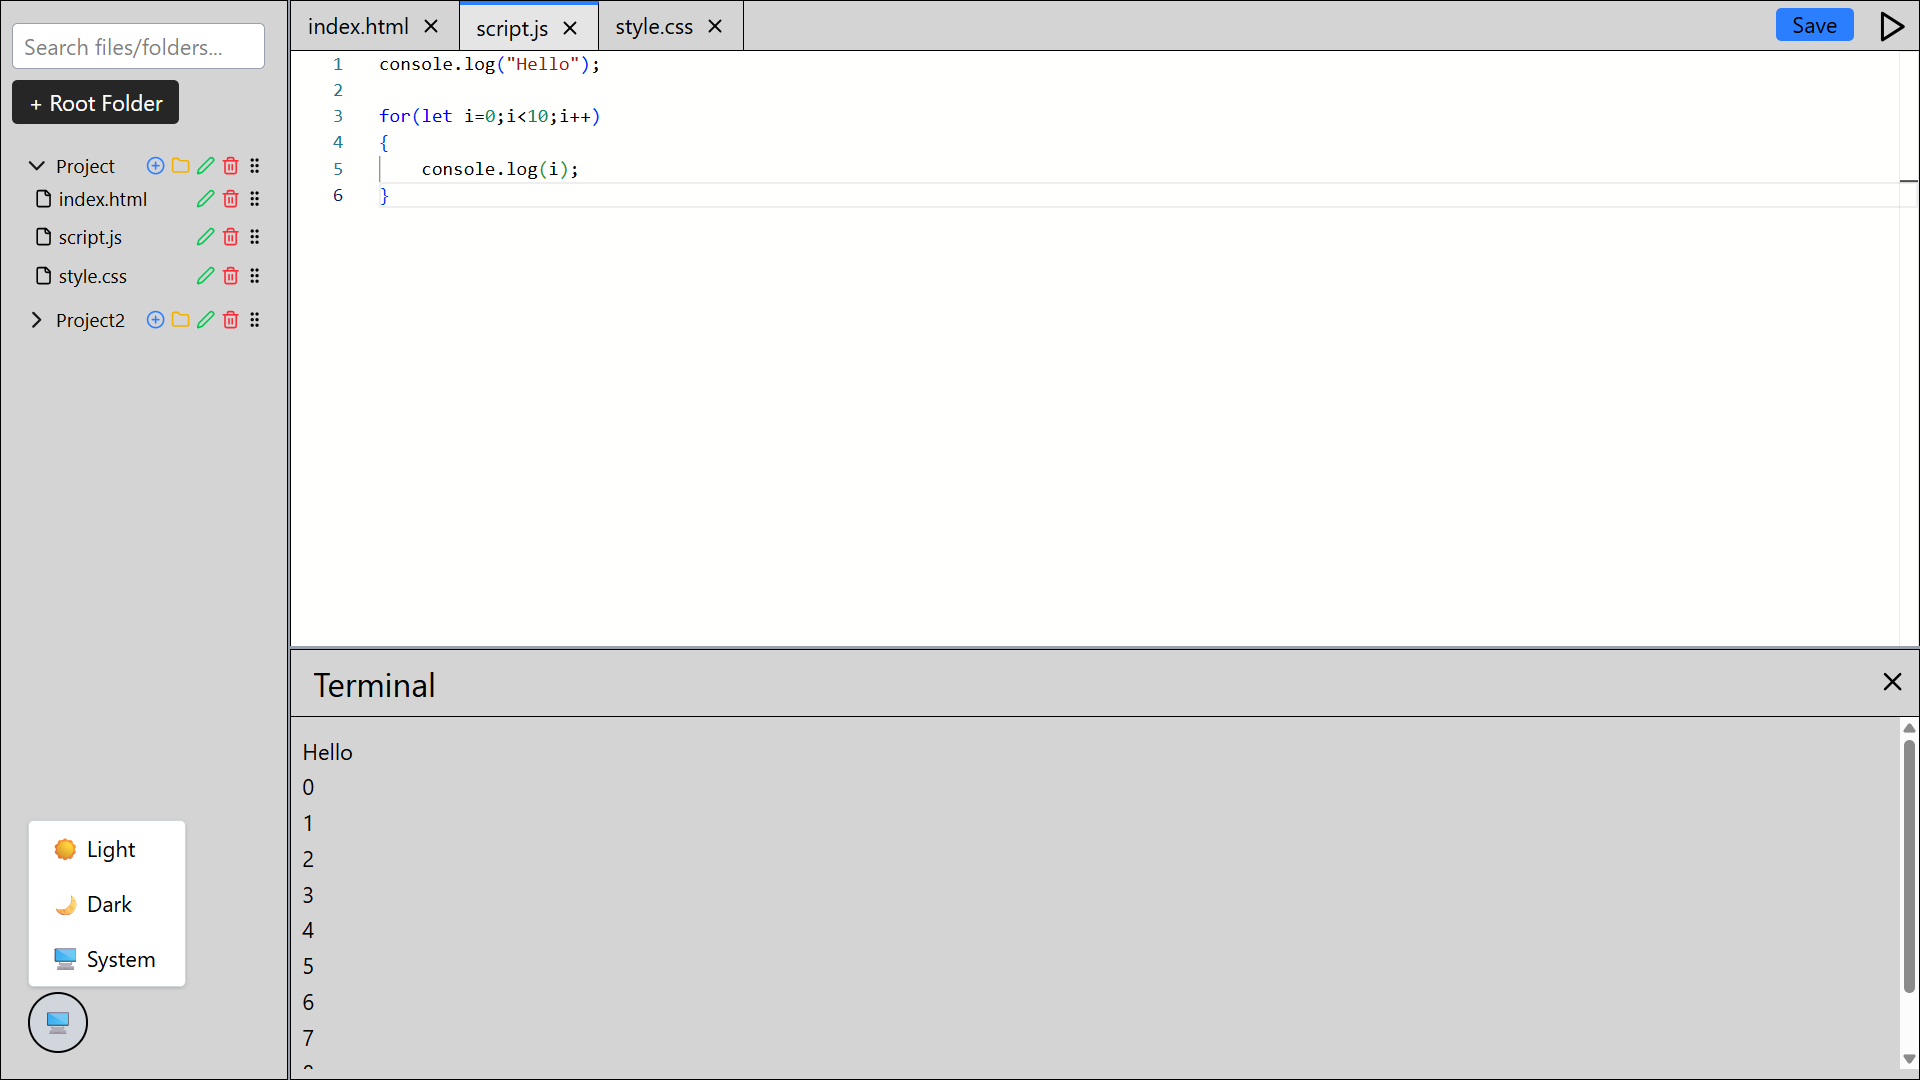 Search files/folders...
+ Root Folder
Project
index.html
script.js
style.css
Project2
Light
Dark
System
index.html script.js style.css Save
1 console.log("Hello");
2
3 for(let i=0;i<10;i++)
4 {
5 console.log(i);
6 }
Terminal
Hello
0
1
2
3
4
5
6
7